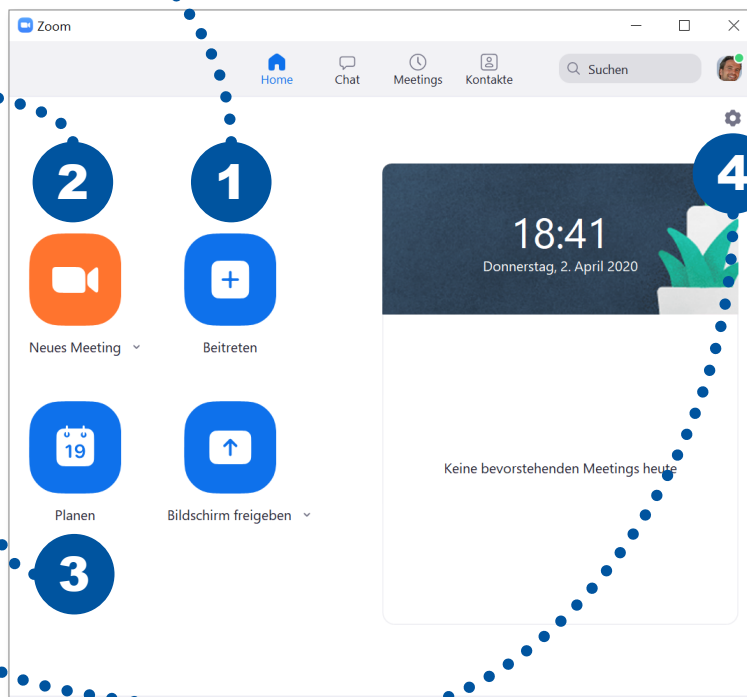 Zoom
Home
Chat
Meetings
Kontakte
Suchen
2
1
4
18:41
Donnerstag, 2. April 2020
Neues Meeting
Beitreten
19
Keine bevorstehenden Meetings heute
Planen
Bildschirm freigeben
3